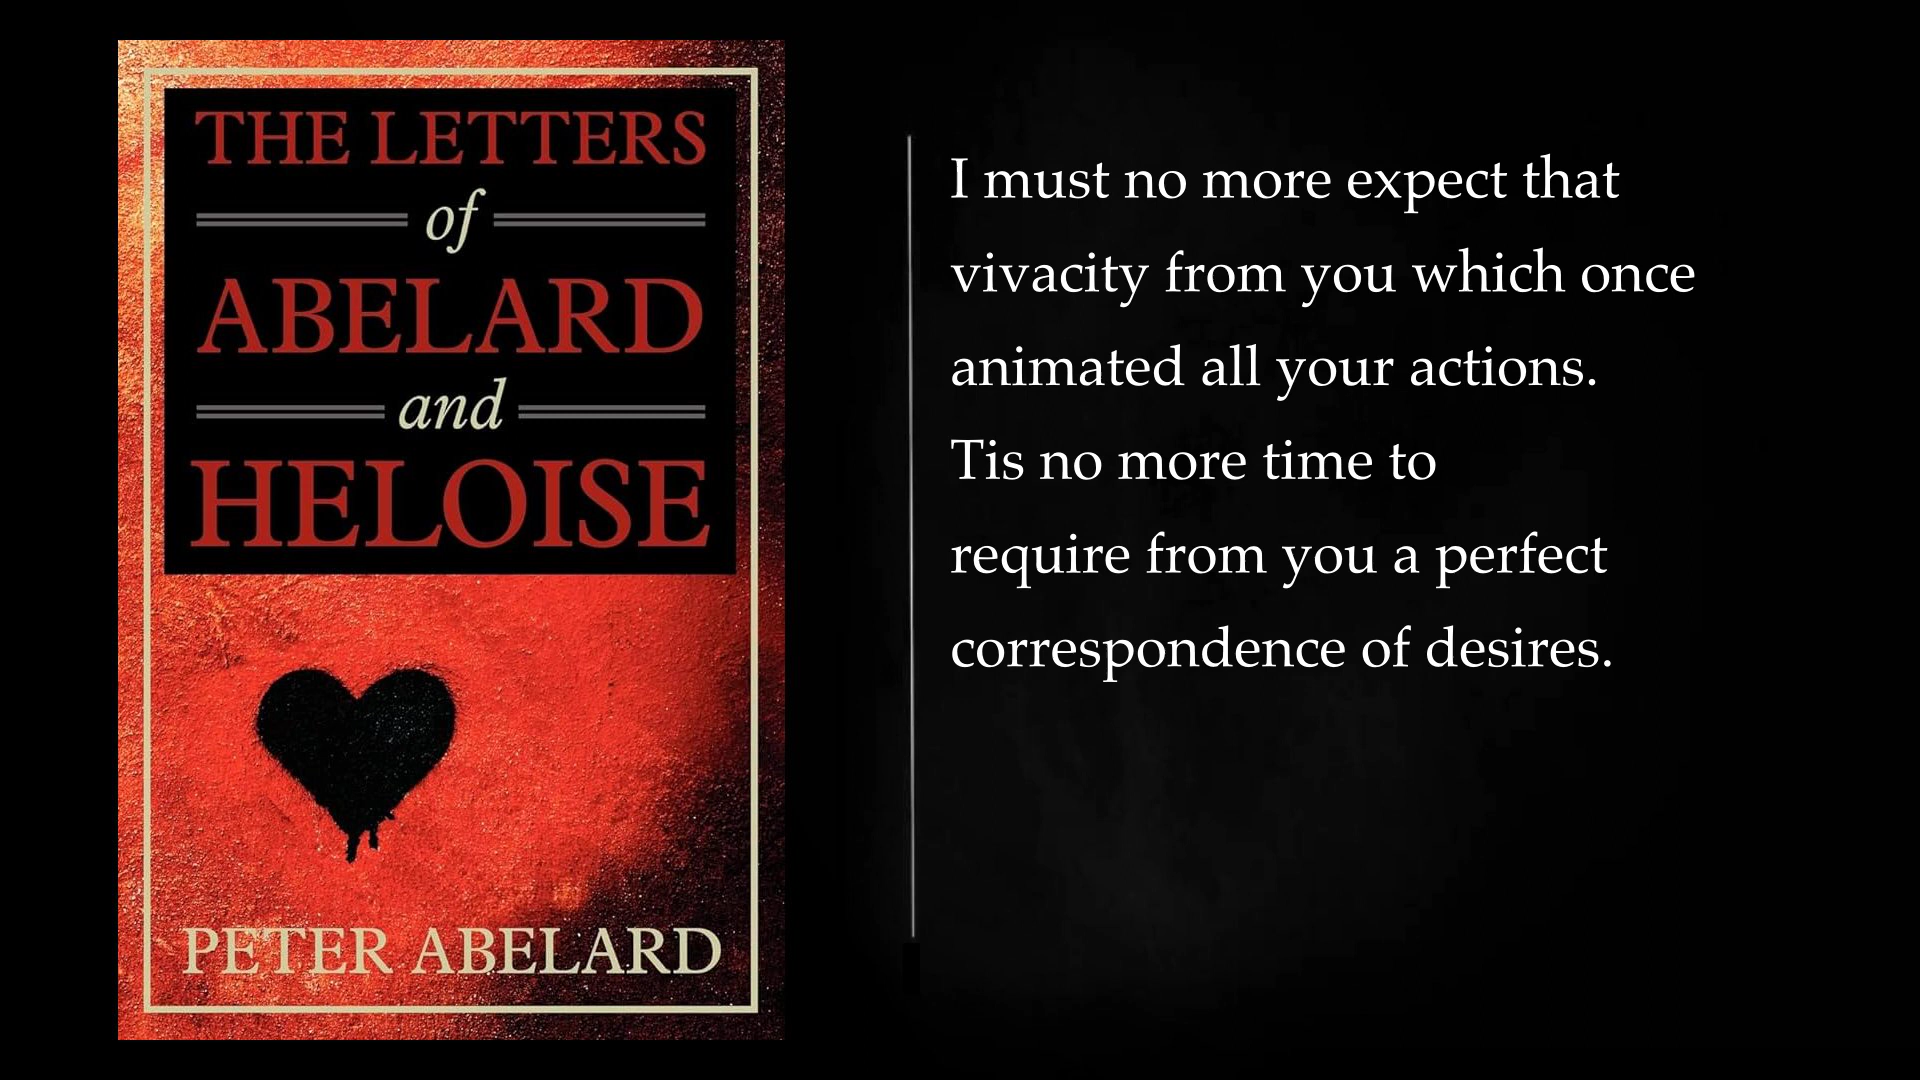 THE LETTERS
of
ABELARD
and
HELOISE
PETER ABELARD
I must no more expect that
vivacity from you which once
animated all your actions.
Tis no more time to
require from you a perfect
correspondence of desires.